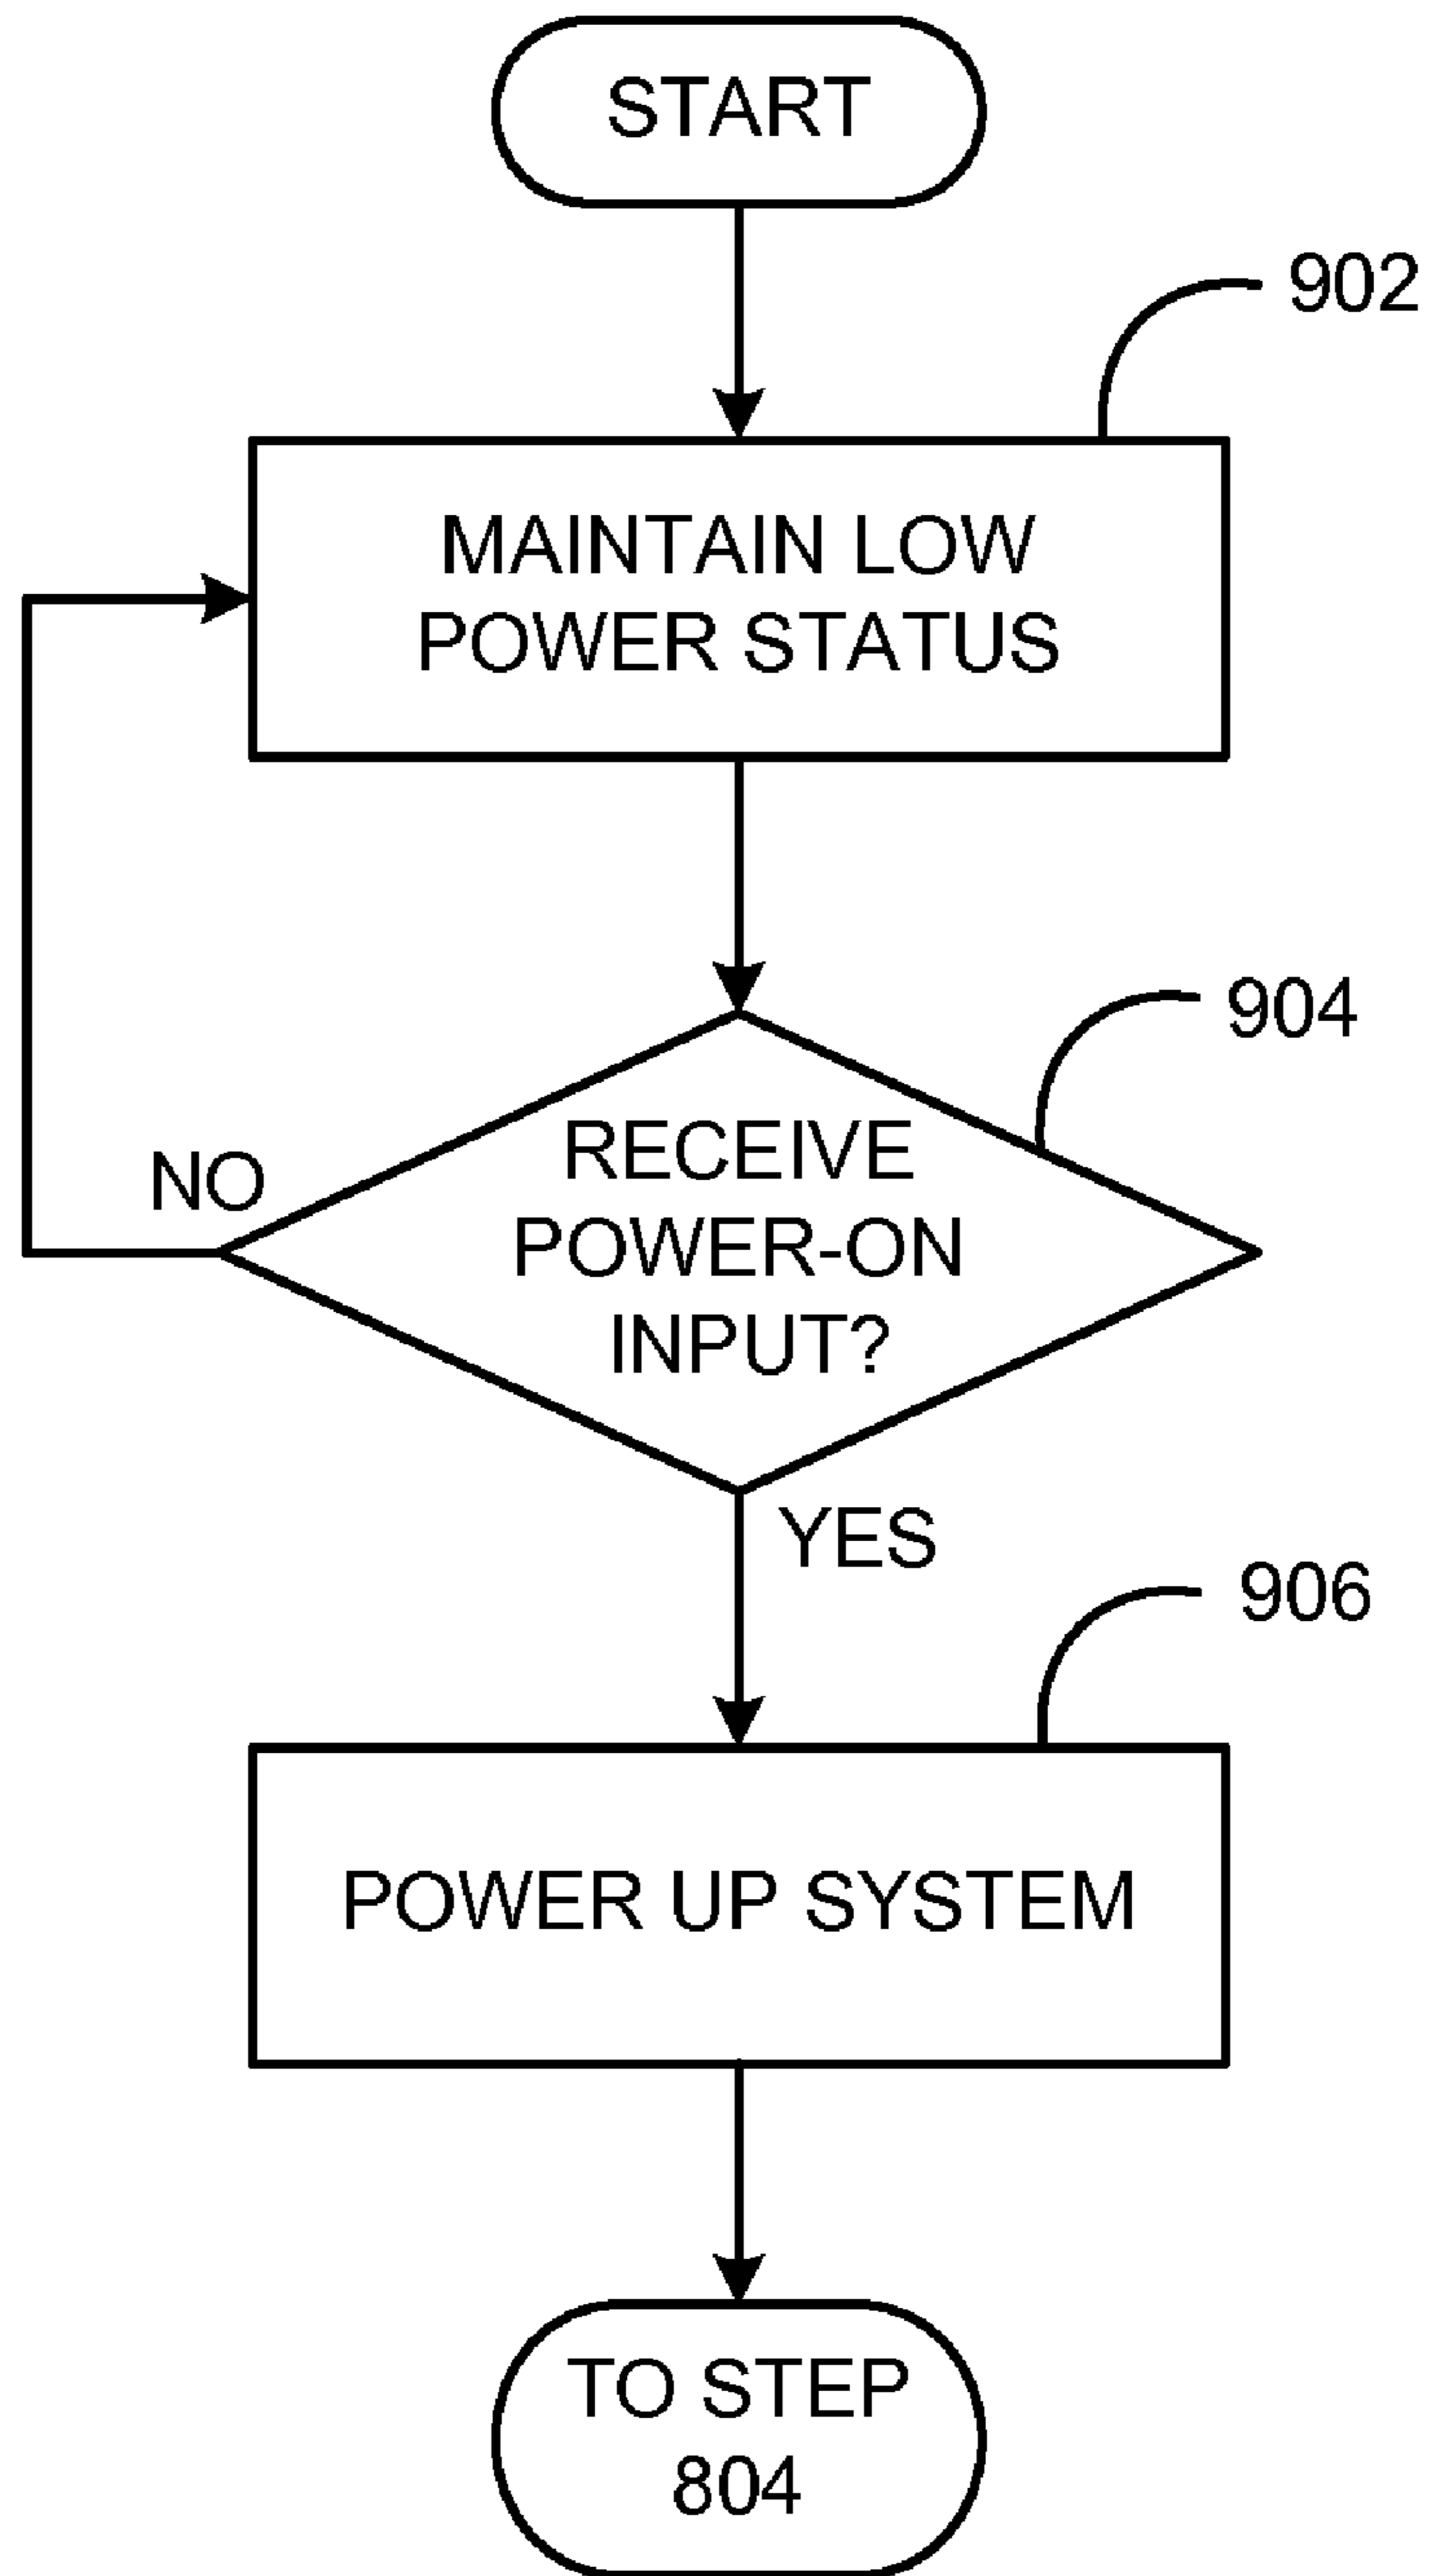 START
902
MAINTAIN LOW
POWER STATUS
904
RECEIVE
POWER-ON
INPUT?
NO
YES
906
POWER UP SYSTEM
TO STEP
804